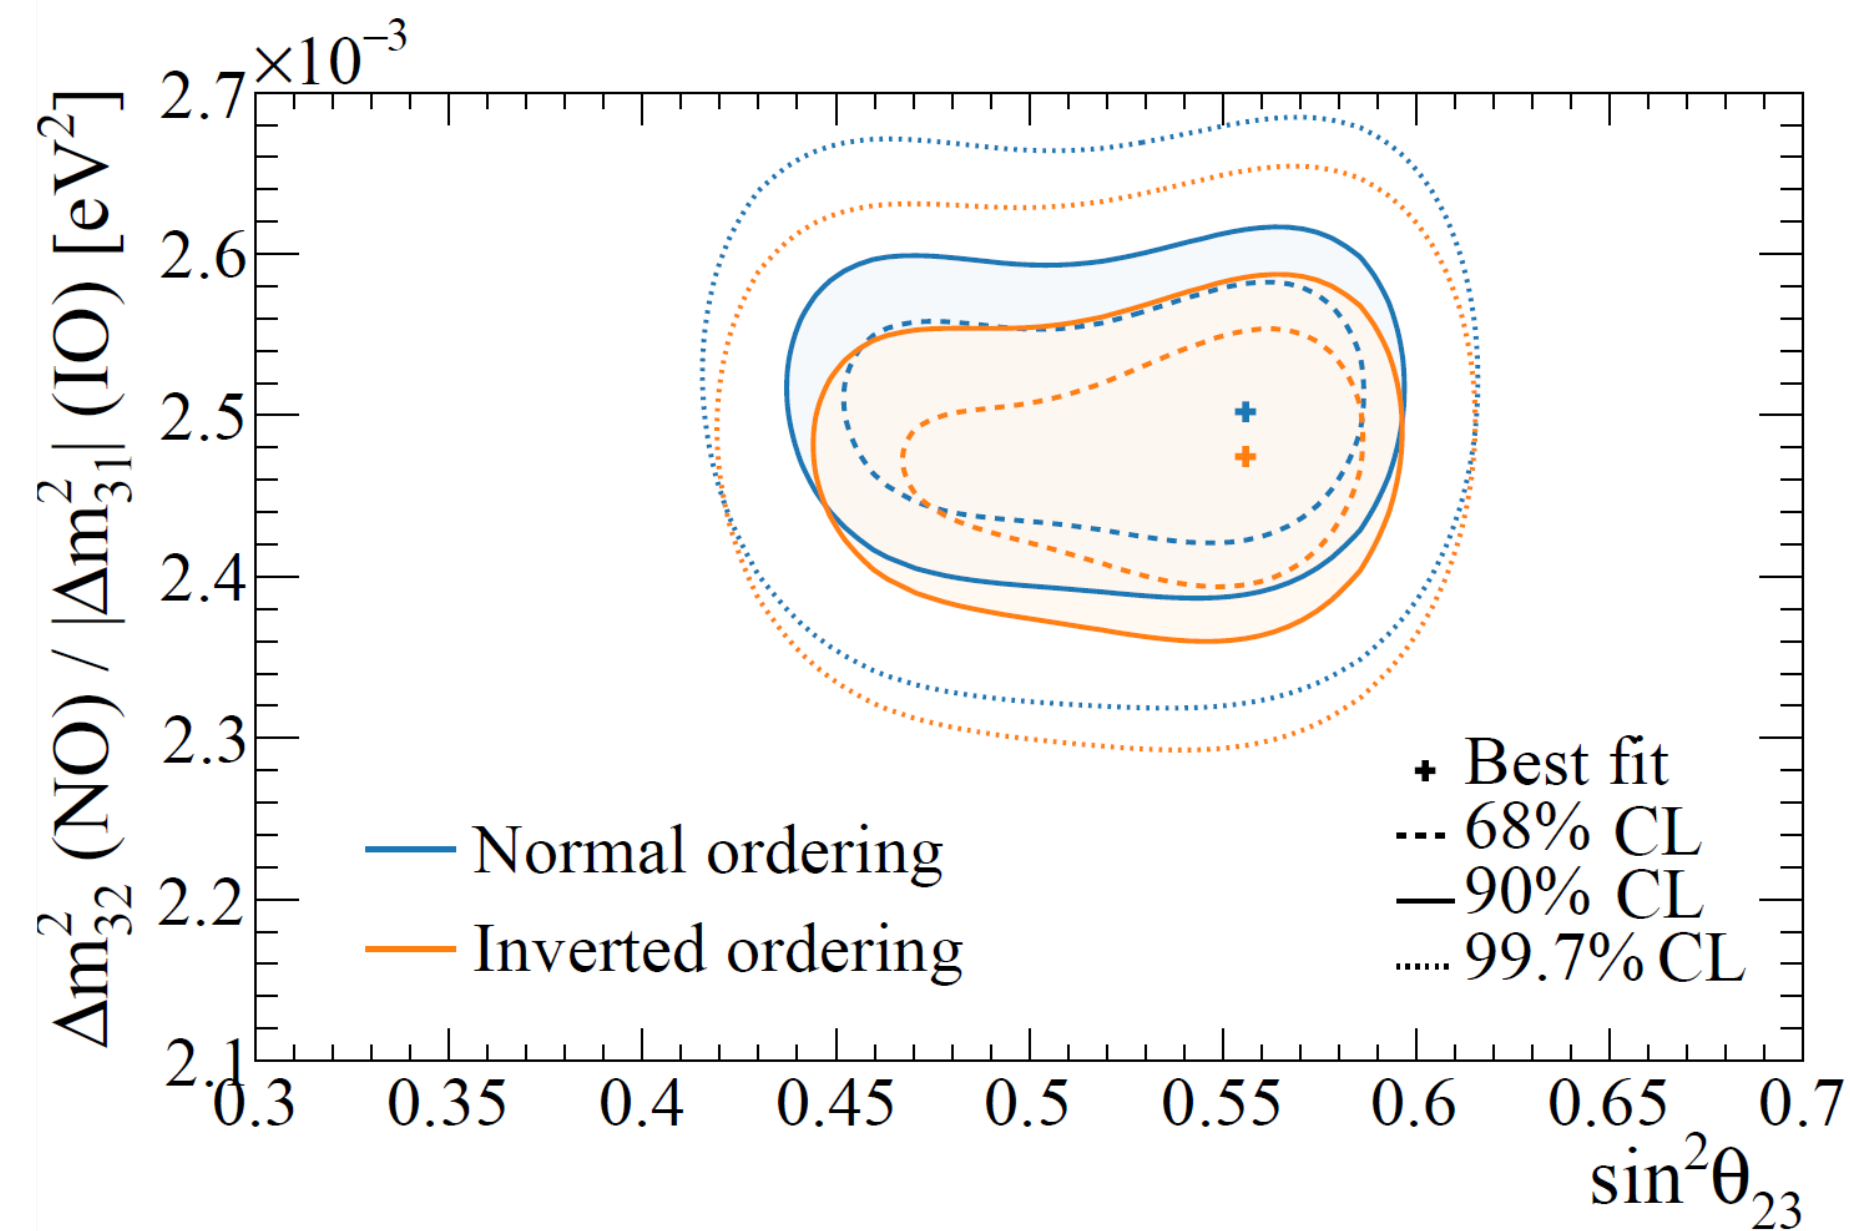 ×10⁻³
Δm²₃₂ (NO) / |Δm²₃₁| (IO) [eV²]
2.7
2.6
2.5
2.4
2.3
2.2
2.1
Best fit
68% CL
90% CL
99.7% CL
Normal ordering
Inverted ordering
0.3 0.35 0.4 0.45 0.5 0.55 0.6 0.65 0.7
sin²θ₂₃